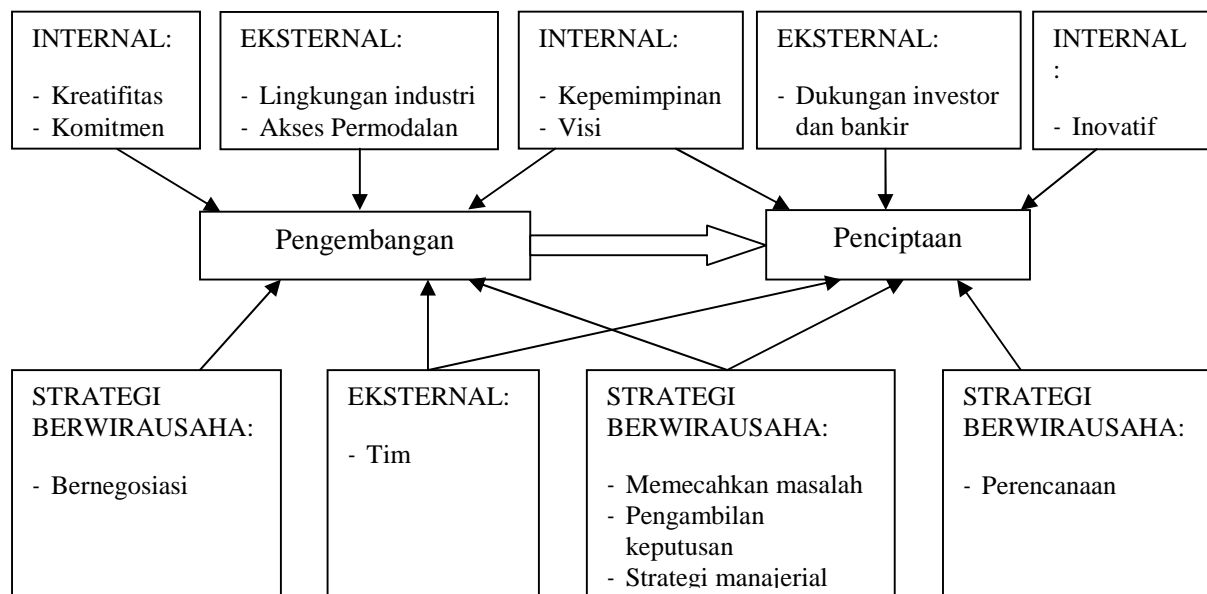 INTERNAL:
- Kreatifitas
- Komitmen
EKSTERNAL:
- Lingkungan industri
- Akses Permodalan
INTERNAL:
- Kepemimpinan
- Visi
EKSTERNAL:
- Dukungan investor
dan bankir
INTERNAL
:
- Inovatif
Pengembangan
Penciptaan
STRATEGI
BERWIRAUSAHA:
- Bernegosiasi
EKSTERNAL:
- Tim
STRATEGI
BERWIRAUSAHA:
- Memecahkan masalah
- Pengambilan
keputusan
- Strategi manajerial
STRATEGI
BERWIRAUSAHA:
- Perencanaan